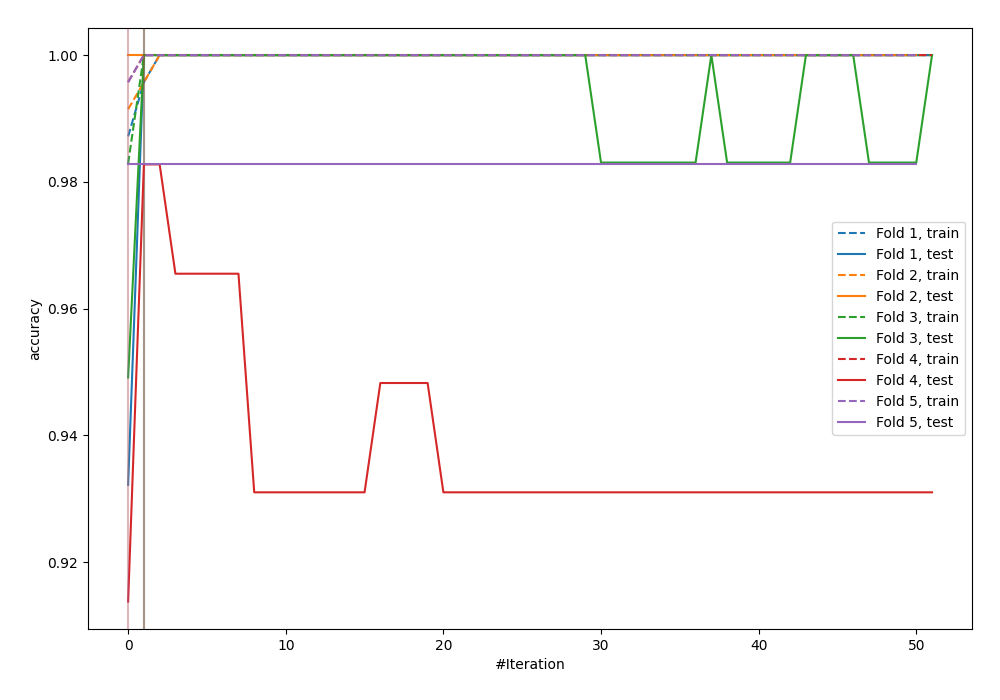 1.00
0.98
0.96
0.94
0.92
accuracy
0
10
20
30
40
50
#Iteration
Fold 1, train
Fold 1, test
Fold 2, train
Fold 2, test
Fold 3, train
Fold 3, test
Fold 4, train
Fold 4, test
Fold 5, train
Fold 5, test